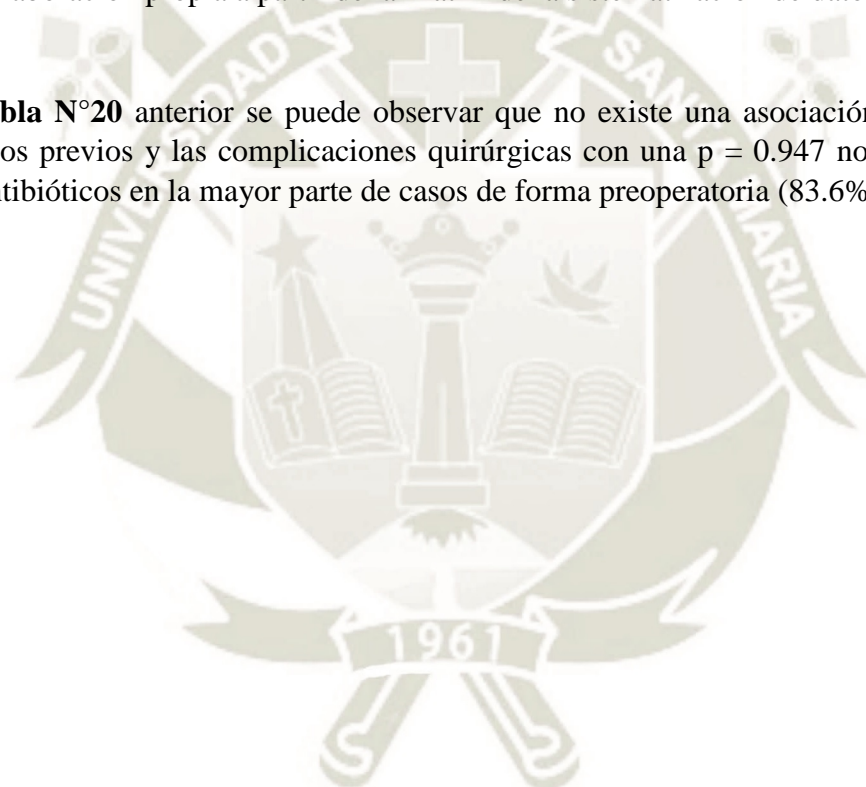 bla N°20 anterior se puede observar que no existe una asociación
os previos y las complicaciones quirúrgicas con una p = 0.947 no
ntibióticos en la mayor parte de casos de forma preoperatoria (83.6%
UNIVERSIDAD
SANTA MARIA
1961